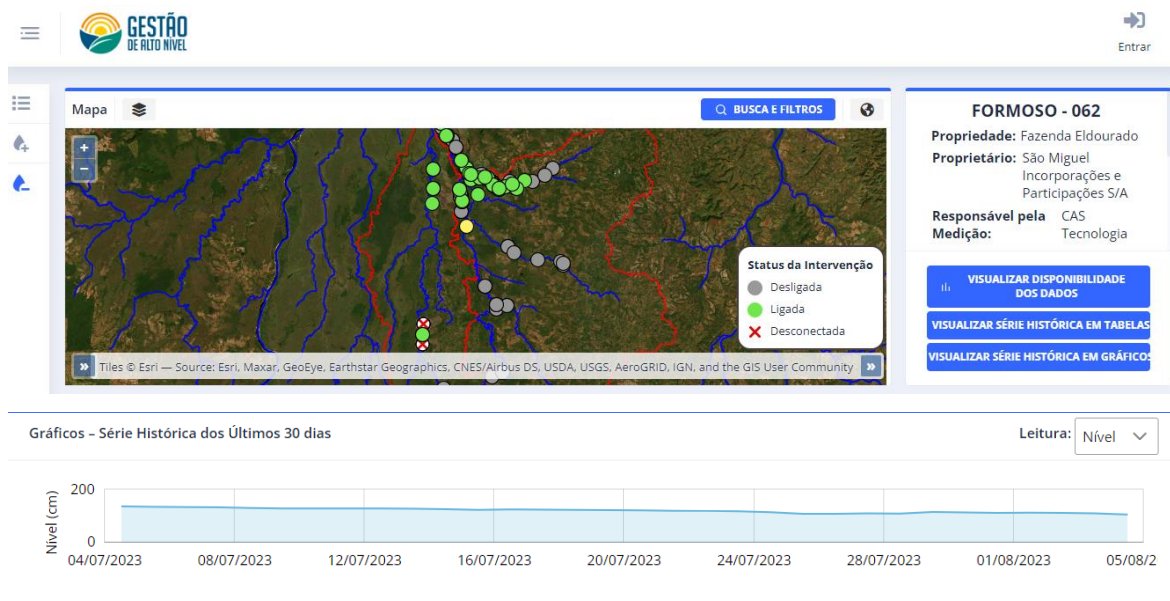 GESTÃO
DE ALTO NÍVEL
Entrar
Mapa
BUSCA E FILTROS
+
−
Status da Intervenção
Desligada
Ligada
Desconectada
» Tiles © Esri — Source: Esri, Maxar, GeoEye, Earthstar Geographics, CNES/Airbus DS, USDA, USGS, AeroGRID, IGN, and the GIS User Community »
FORMOSO - 062
Propriedade: Fazenda Eldourado
Proprietário: São Miguel
Incorporações e
Participações S/A
Responsável pela CAS
Medição: Tecnologia
VISUALIZAR DISPONIBILIDADE
DOS DADOS
VISUALIZAR SÉRIE HISTÓRICA EM TABELAS
VISUALIZAR SÉRIE HISTÓRICA EM GRÁFICOS
Gráficos – Série Histórica dos Últimos 30 dias
Leitura: Nível
Nível (cm)
200
0
04/07/2023 08/07/2023 12/07/2023 16/07/2023 20/07/2023 24/07/2023 28/07/2023 01/08/2023 05/08/2